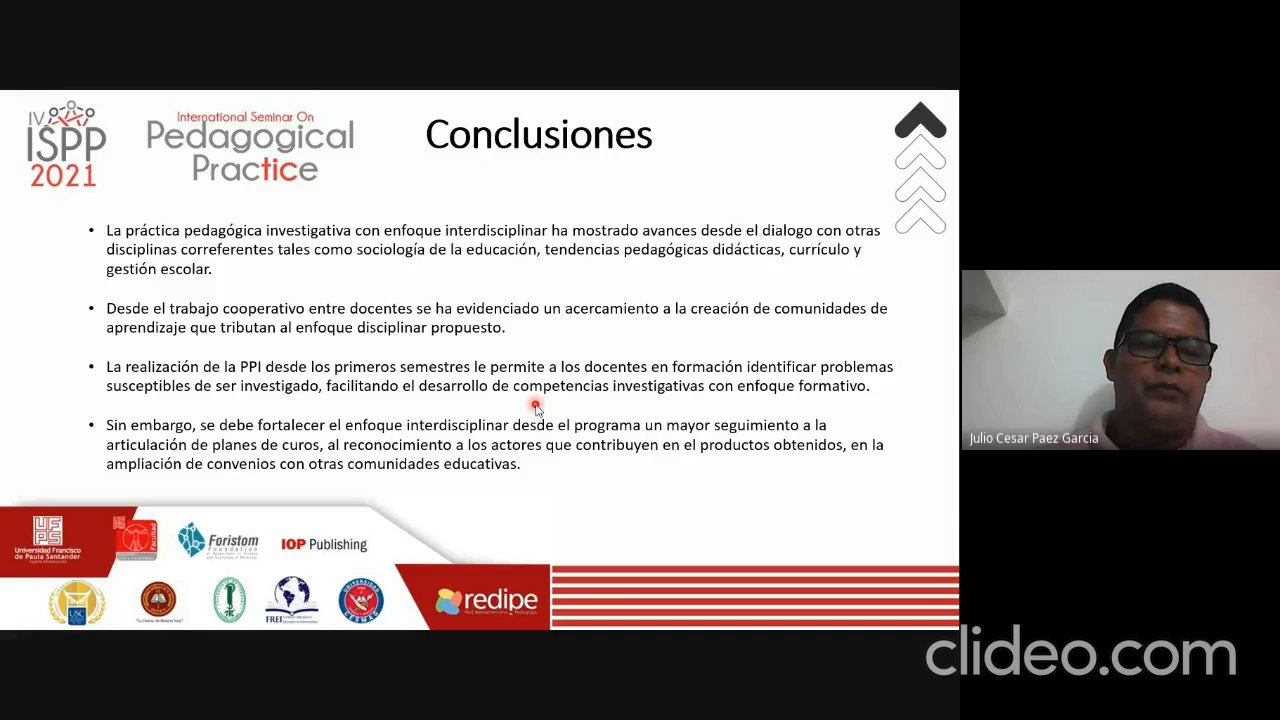 IV
ISPP
2021
International Seminar On
Pedagogical
Practice
Conclusiones
• La práctica pedagógica investigativa con enfoque interdisciplinar ha mostrado avances desde el dialogo con otras
disciplinas correferentes tales como sociología de la educación, tendencias pedagógicas didácticas, currículo y
gestión escolar.
• Desde el trabajo cooperativo entre docentes se ha evidenciado un acercamiento a la creación de comunidades de
aprendizaje que tributan al enfoque disciplinar propuesto.
• La realización de la PPI desde los primeros semestres le permite a los docentes en formación identificar problemas
susceptibles de ser investigado, facilitando el desarrollo de competencias investigativas con enfoque formativo.
• Sin embargo, se debe fortalecer el enfoque interdisciplinar desde el programa un mayor seguimiento a la
articulación de planes de curos, al reconocimiento a los actores que contribuyen en el productos obtenidos, en la
ampliación de convenios con otras comunidades educativas.
Julio Cesar Paez Garcia
UFPS
Universidad Francisco
de Paula Santander
Facultad
Foristom
Foundation
IOP Publishing
USC
FREI
UNIVERSIDAD
CESMAG
redipe
clideo.com